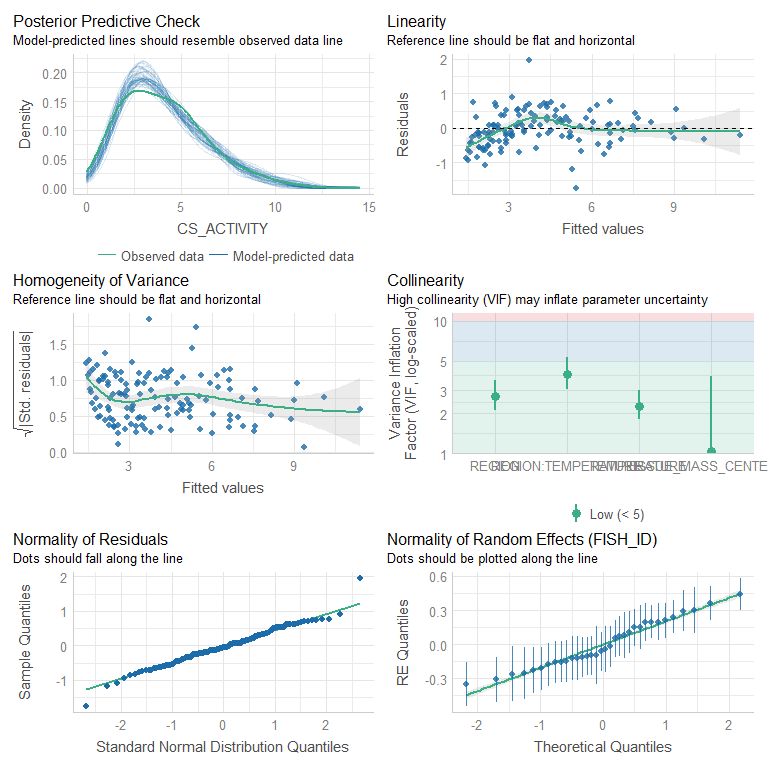 Posterior Predictive Check
Model-predicted lines should resemble observed data line
Density
0.20
0.15
0.10
0.05
0.00
0
5
10
15
CS_ACTIVITY
Observed data
Model-predicted data
Linearity
Reference line should be flat and horizontal
Residuals
2
1
0
-1
3
6
9
Fitted values
Homogeneity of Variance
Reference line should be flat and horizontal
√|Std. residuals|
1.5
1.0
0.5
0.0
3
6
9
Fitted values
Collinearity
High collinearity (VIF) may inflate parameter uncertainty
Variance Inflation
Factor (VIF, log-scaled)
10
5
3
2
1
REGION
REGION:TEMPERATURE
Low (< 5)
Normality of Residuals
Dots should fall along the line
Sample Quantiles
2
1
0
-1
-2
-1
0
1
2
Standard Normal Distribution Quantiles
Normality of Random Effects (FISH_ID)
Dots should be plotted along the line
RE Quantiles
0.6
0.3
0.0
-0.3
-2
-1
0
1
2
Theoretical Quantiles